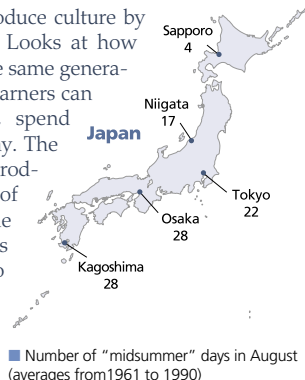 oduce culture by
Looks at how
e same genera-
arners can
spend
y. The
rod-
of
Sapporo
4
Niigata
17
Japan
Tokyo
22
Osaka
28
Kagoshima
28
Number of “midsummer” days in August
(averages from1961 to 1990)